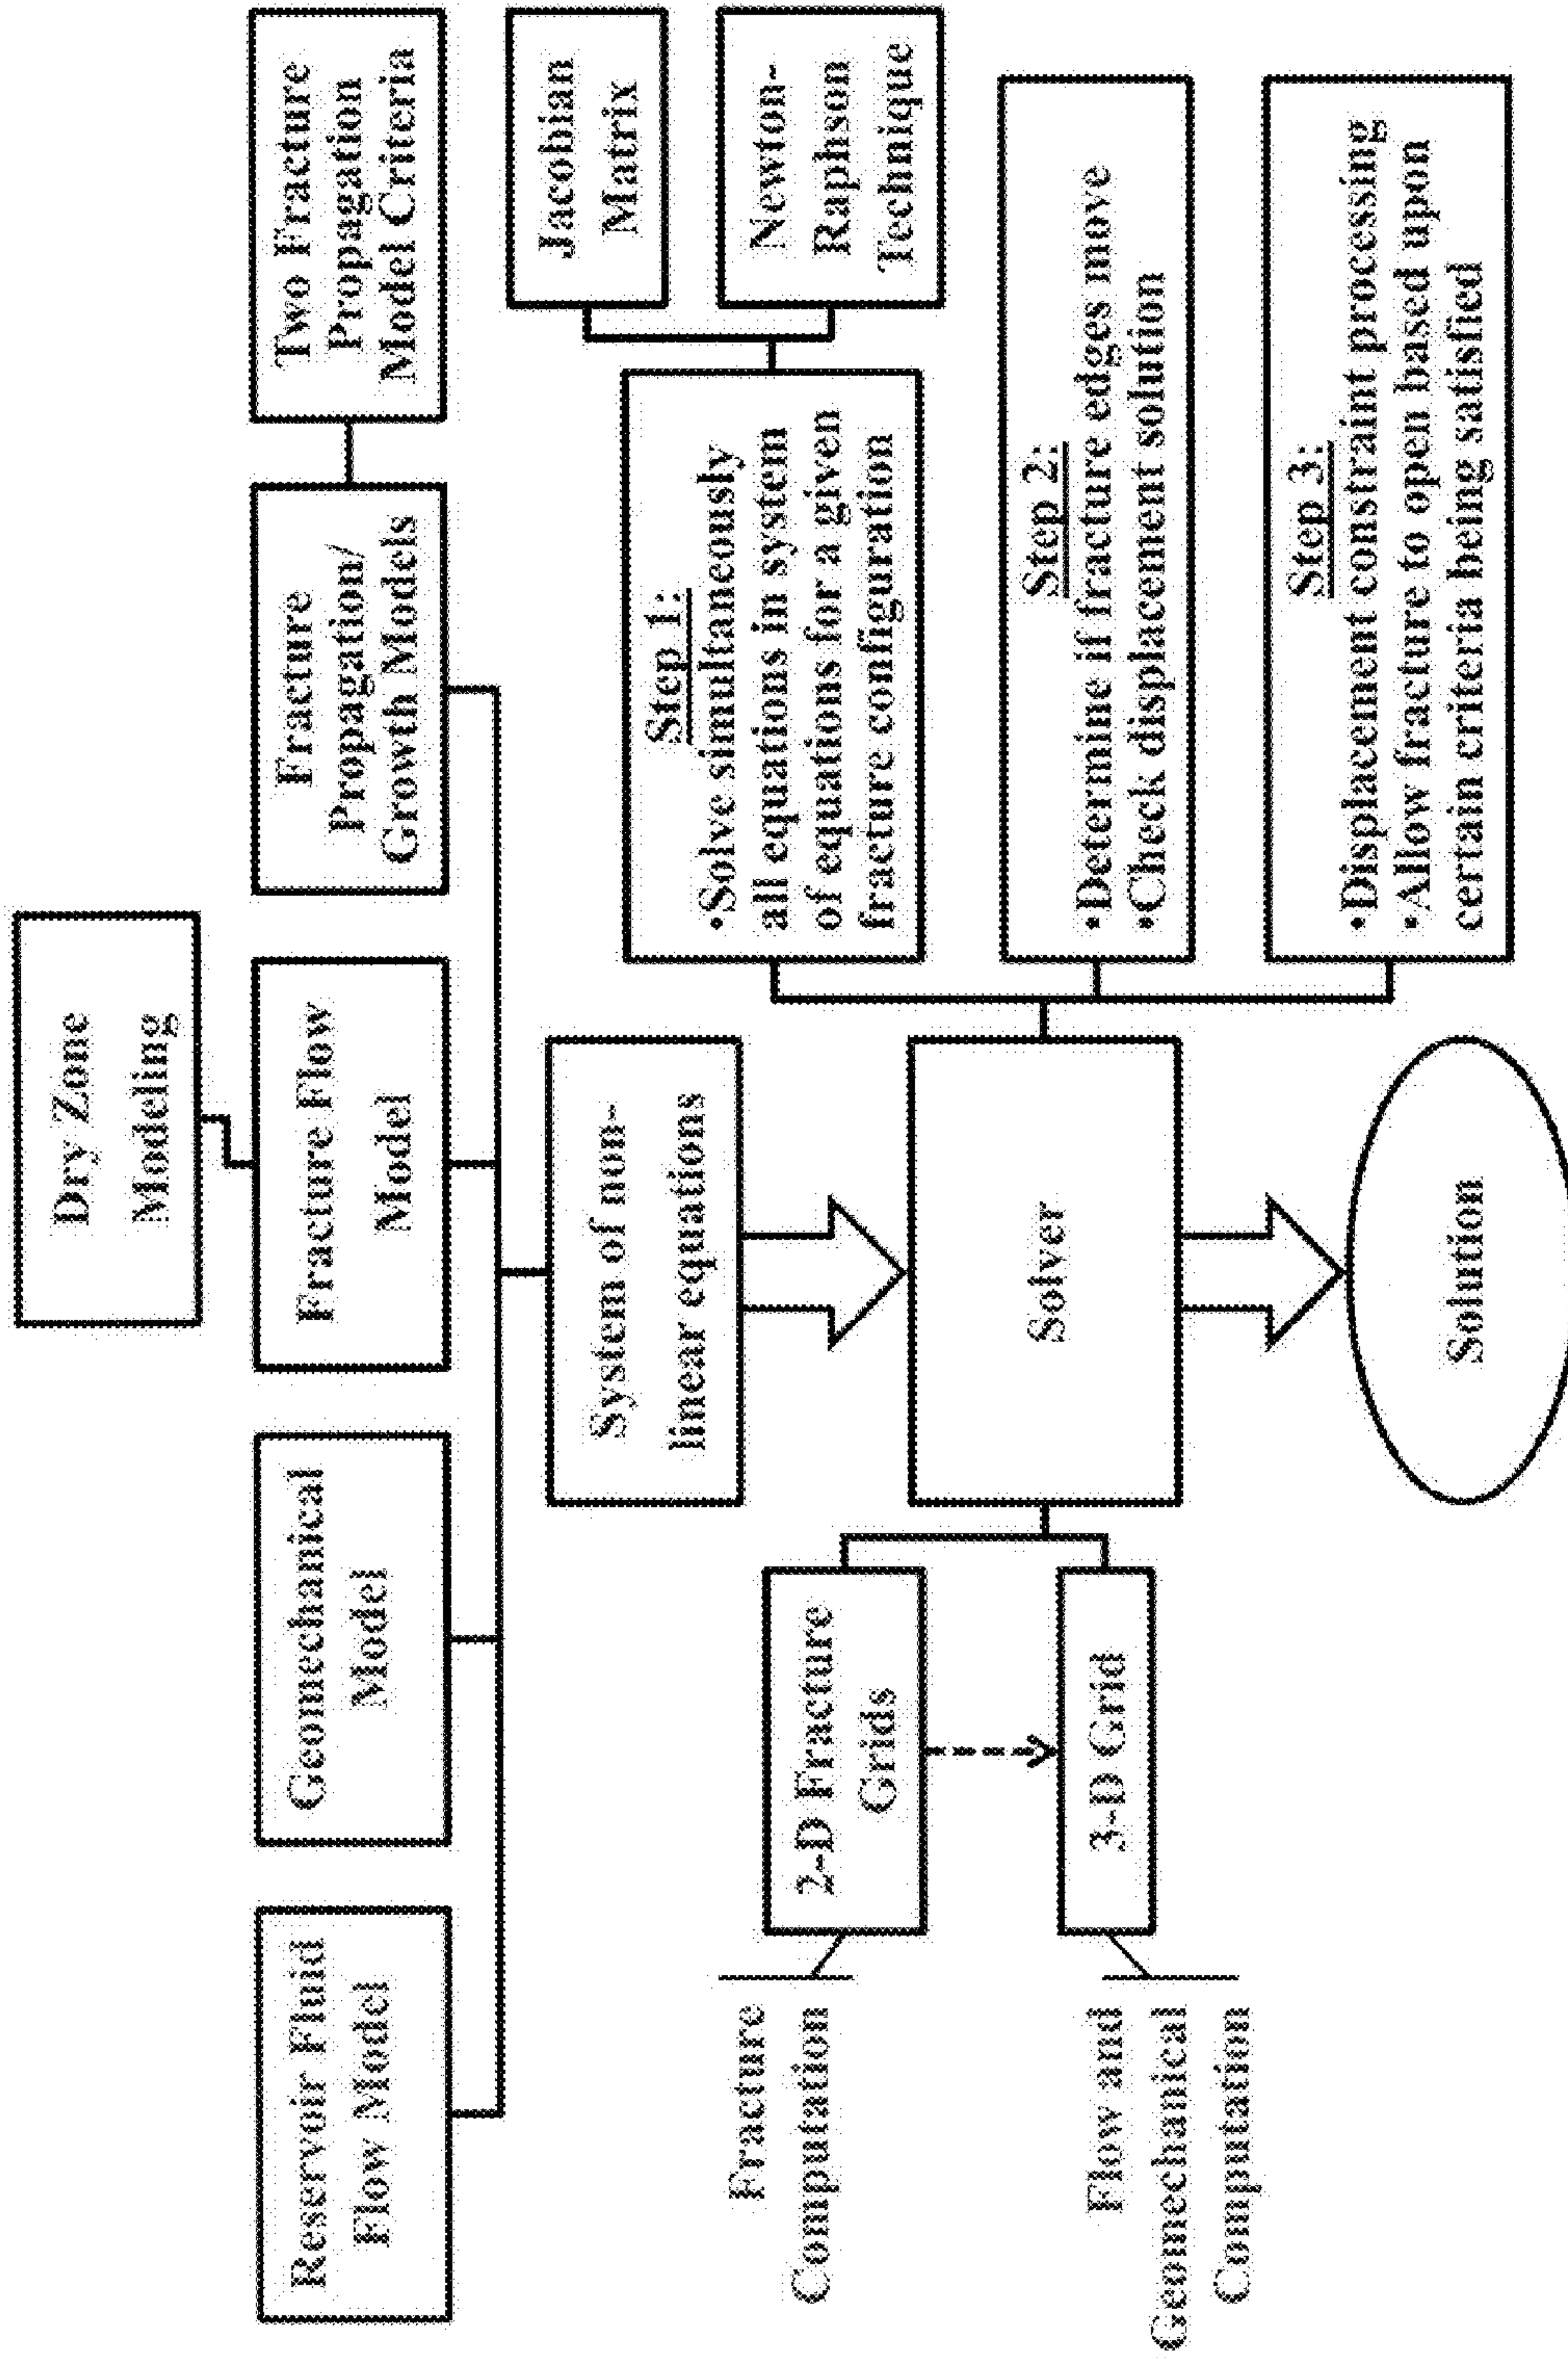 Dry Zone
Modeling
Reservoir Fluid
Flow Model
Geomechanical
Model
Fracture Flow
Model
Fracture
Propagation/
Growth Models
Two Fracture
Propagation
Model Criteria
System of non-
linear equations
Fracture
Computation
2-D Fracture
Grids
Flow and
Geomechanical
Computation
3-D Grid
Solver
Step 1:
•Solve simultaneously
all equations in system
of equations for a given
fracture configuration
Jacobian
Matrix
Newton-
Raphson
Technique
Step 2:
•Determine if fracture edges move
•Check displacement solution
Step 3:
•Displacement constraint processing
•Allow fracture to open based upon
certain criteria being satisfied
Solution